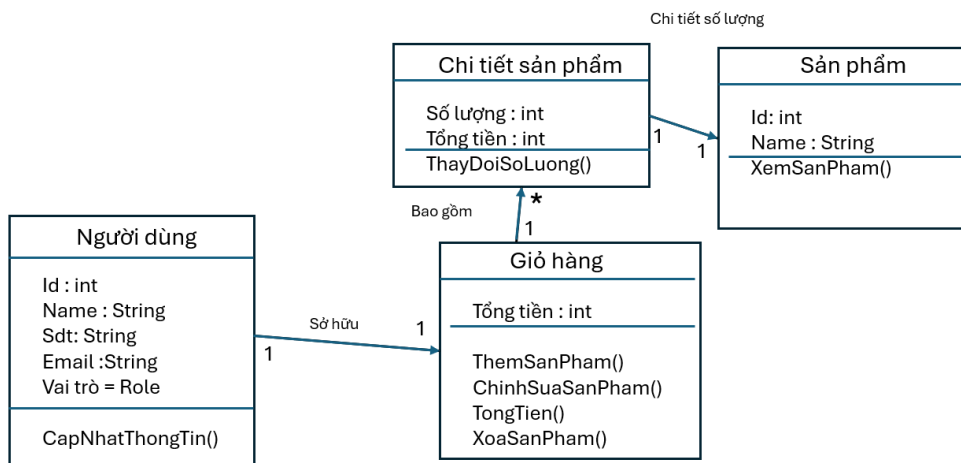 Chi tiết số lượng
Chi tiết sản phẩm
Số lượng : int
Tổng tiền : int
ThayDoiSoLuong()
1
1
Sản phẩm
Id: int
Name : String
XemSanPham()
Bao gồm
*
1
Người dùng
Id : int
Name : String
Sdt: String
Email :String
Vai trò = Role
CapNhatThongTin()
Sở hữu
1
1
Giỏ hàng
Tổng tiền : int
ThemSanPham()
ChinhSuaSanPham()
TongTien()
XoaSanPham()